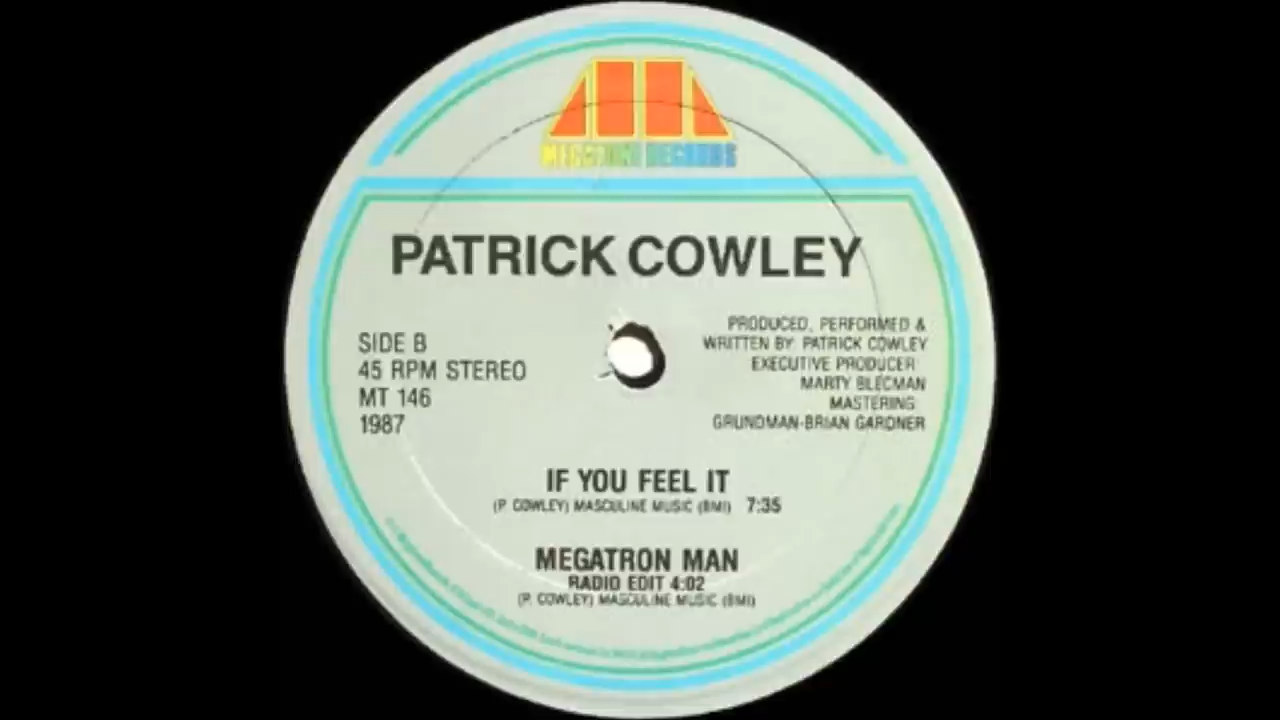 MEGATONE RECORDS
PATRICK COWLEY
SIDE B
45 RPM STEREO
MT 146
1987
PRODUCED, PERFORMED &
WRITTEN BY: PATRICK COWLEY
EXECUTIVE PRODUCER:
MARTY BLECMAN
MASTERING:
GRUNDMAN-BRIAN GARDNER
IF YOU FEEL IT
(P. COWLEY) MASCULINE MUSIC (BMI) 7:35
MEGATRON MAN
RADIO EDIT 4:02
(P. COWLEY) MASCULINE MUSIC (BMI)